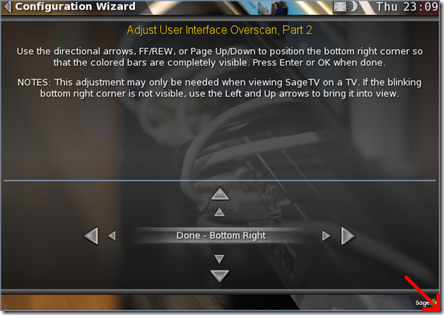 Configuration Wizard
Thu 23:09
Adjust User Interface Overscan, Part 2
Use the directional arrows, FF/REW, or Page Up/Down to position the bottom right corner so
that the colored bars are completely visible. Press Enter or OK when done.
NOTES: This adjustment may only be needed when viewing SageTV on a TV. If the blinking
bottom right corner is not visible, use the Left and Up arrows to bring it into view.
Done - Bottom Right